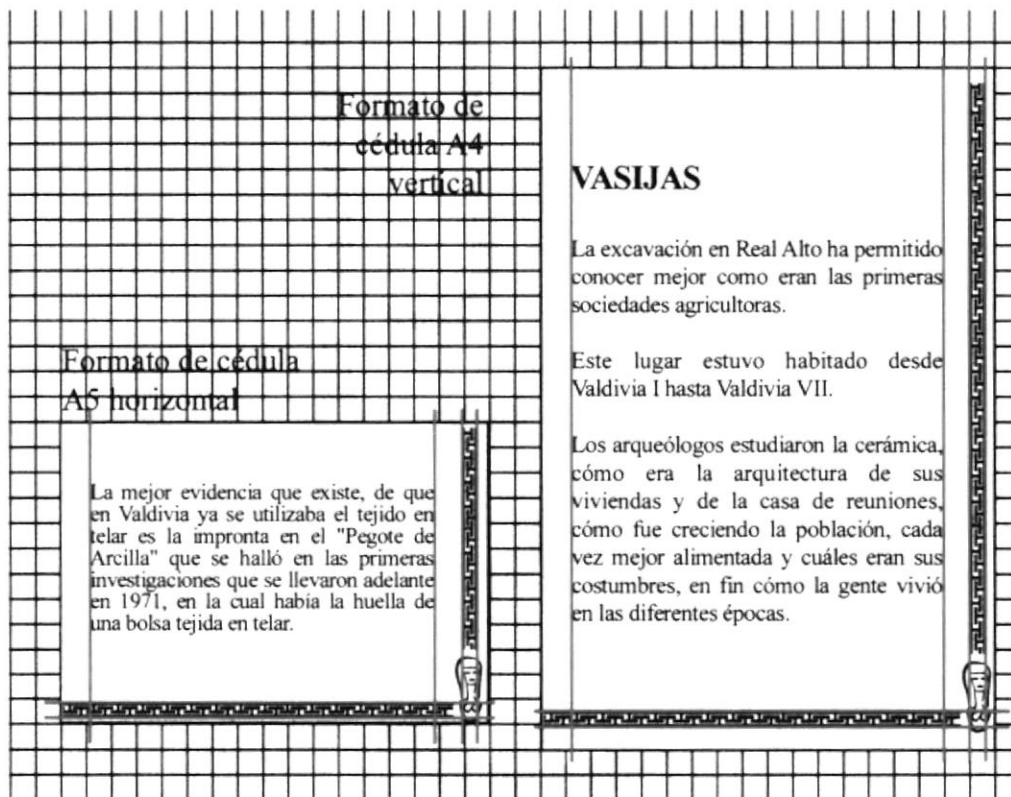 Formato de
cédula A4
vertical
VASIJAS
La excavación en Real Alto ha permitido
conocer mejor como eran las primeras
sociedades agricultoras.
Este lugar estuvo habitado desde
Valdivia I hasta Valdivia VII.
Los arqueólogos estudiaron la cerámica,
cómo era la arquitectura de sus
viviendas y de la casa de reuniones,
cómo fue creciendo la población, cada
vez mejor alimentada y cuáles eran sus
costumbres, en fin cómo la gente vivió
en las diferentes épocas.
Formato de cédula
A5 horizontal
La mejor evidencia que existe, de que
en Valdivia ya se utilizaba el tejido en
telar es la impronta en el "Pegote de
Arcilla" que se halló en las primeras
investigaciones que se llevaron adelante
en 1971, en la cual había la huella de
una bolsa tejida en telar.